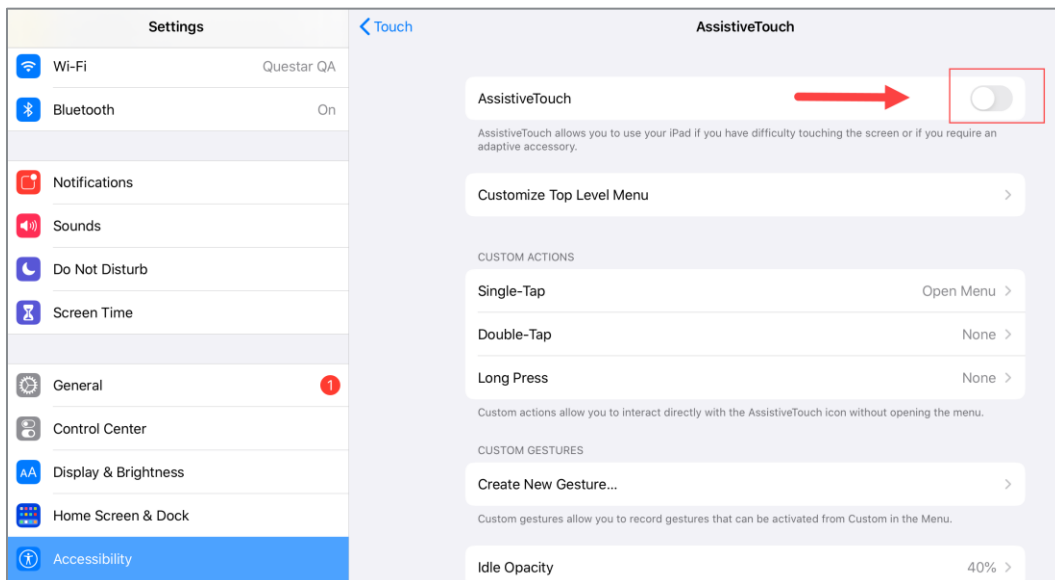 Settings
Wi-Fi Questar QA
Bluetooth On
Notifications
Sounds
Do Not Disturb
Screen Time
General 1
Control Center
AA Display & Brightness
Home Screen & Dock
Accessibility
Touch AssistiveTouch
AssistiveTouch
AssistiveTouch allows you to use your iPad if you have difficulty touching the screen or if you require an
adaptive accessory.
Customize Top Level Menu
CUSTOM ACTIONS
Single-Tap Open Menu
Double-Tap None
Long Press None
Custom actions allow you to interact directly with the AssistiveTouch icon without opening the menu.
CUSTOM GESTURES
Create New Gesture...
Custom gestures allow you to record gestures that can be activated from Custom in the Menu.
Idle Opacity 40%